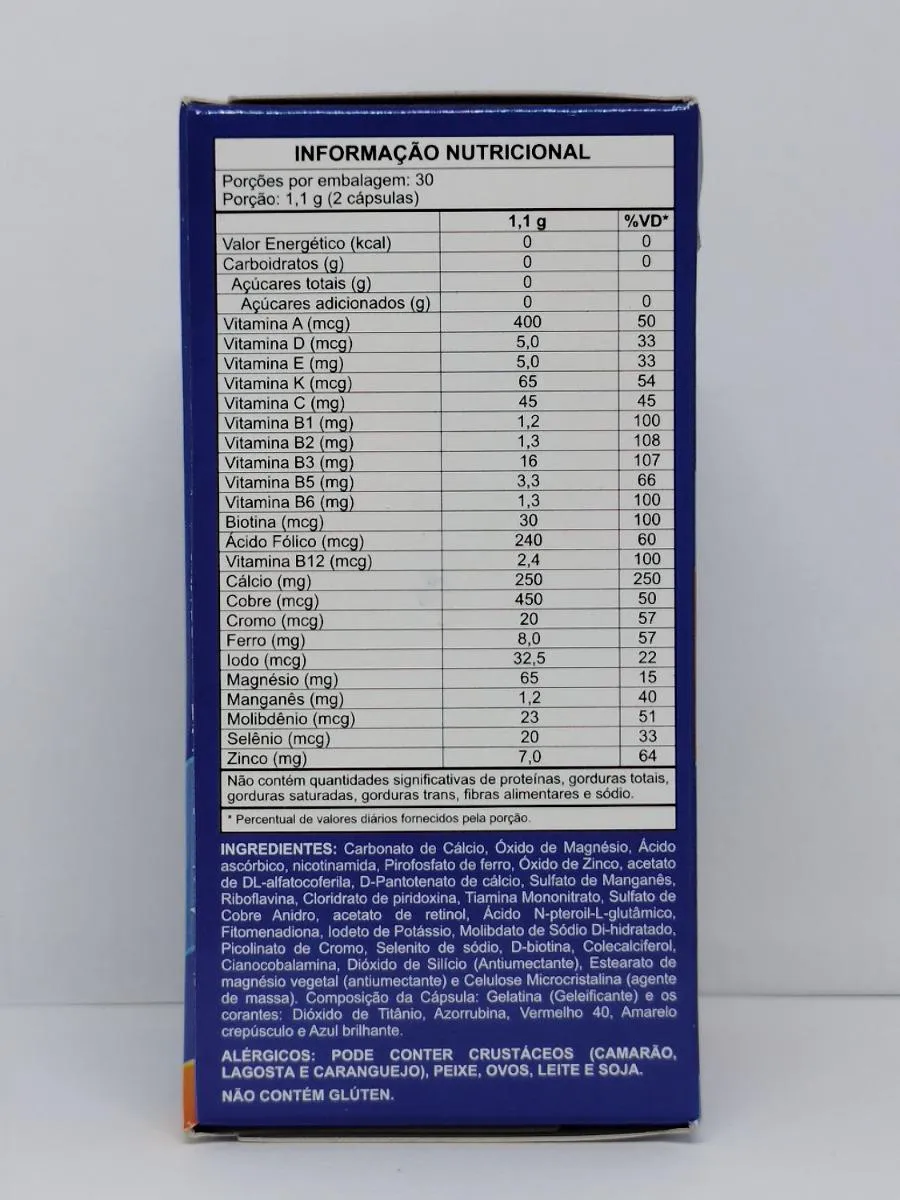 INFORMAÇÃO NUTRICIONAL
Porções por embalagem: 30
Porção: 1,1 g (2 cápsulas)
1,1 g %VD*
Valor Energético (kcal) 0 0
Carboidratos (g) 0 0
Açúcares totais (g) 0
Açúcares adicionados (g) 0 0
Vitamina A (mcg) 400 50
Vitamina D (mcg) 5,0 33
Vitamina E (mg) 5,0 33
Vitamina K (mcg) 65 54
Vitamina C (mg) 45 45
Vitamina B1 (mg) 1,2 100
Vitamina B2 (mg) 1,3 108
Vitamina B3 (mg) 16 107
Vitamina B5 (mg) 3,3 66
Vitamina B6 (mg) 1,3 100
Biotina (mcg) 30 100
Ácido Fólico (mcg) 240 60
Vitamina B12 (mcg) 2,4 100
Cálcio (mg) 250 250
Cobre (mcg) 450 50
Cromo (mcg) 20 57
Ferro (mg) 8,0 57
Iodo (mcg) 32,5 22
Magnésio (mg) 65 15
Manganês (mg) 1,2 40
Molibdênio (mcg) 23 51
Selênio (mcg) 20 33
Zinco (mg) 7,0 64
Não contém quantidades significativas de proteínas, gorduras totais,
gorduras saturadas, gorduras trans, fibras alimentares e sódio.
* Percentual de valores diários fornecidos pela porção.
INGREDIENTES: Carbonato de Cálcio, Óxido de Magnésio, Ácido
ascórbico, nicotinamida, Pirofosfato de ferro, Óxido de Zinco, acetato
de DL-alfatocoferila, D-Pantotenato de cálcio, Sulfato de Manganês,
Riboflavina, Cloridrato de piridoxina, Tiamina Mononitrato, Sulfato de
Cobre Anidro, acetato de retinol, Ácido N-pteroil-L-glutâmico,
Fitomenadiona, Iodeto de Potássio, Molibdato de Sódio Di-hidratado,
Picolinato de Cromo, Selenito de sódio, D-biotina, Colecalciferol,
Cianocobalamina, Dióxido de Silício (Antiumectante), Estearato de
magnésio vegetal (antiumectante) e Celulose Microcristalina (agente
de massa). Composição da Cápsula: Gelatina (Geleificante) e os
corantes: Dióxido de Titânio, Azorrubina, Vermelho 40, Amarelo
crepúsculo e Azul brilhante.
ALÉRGICOS: PODE CONTER CRUSTÁCEOS (CAMARÃO,
LAGOSTA E CARANGUEJO), PEIXE, OVOS, LEITE E SOJA.
NÃO CONTÉM GLÚTEN.